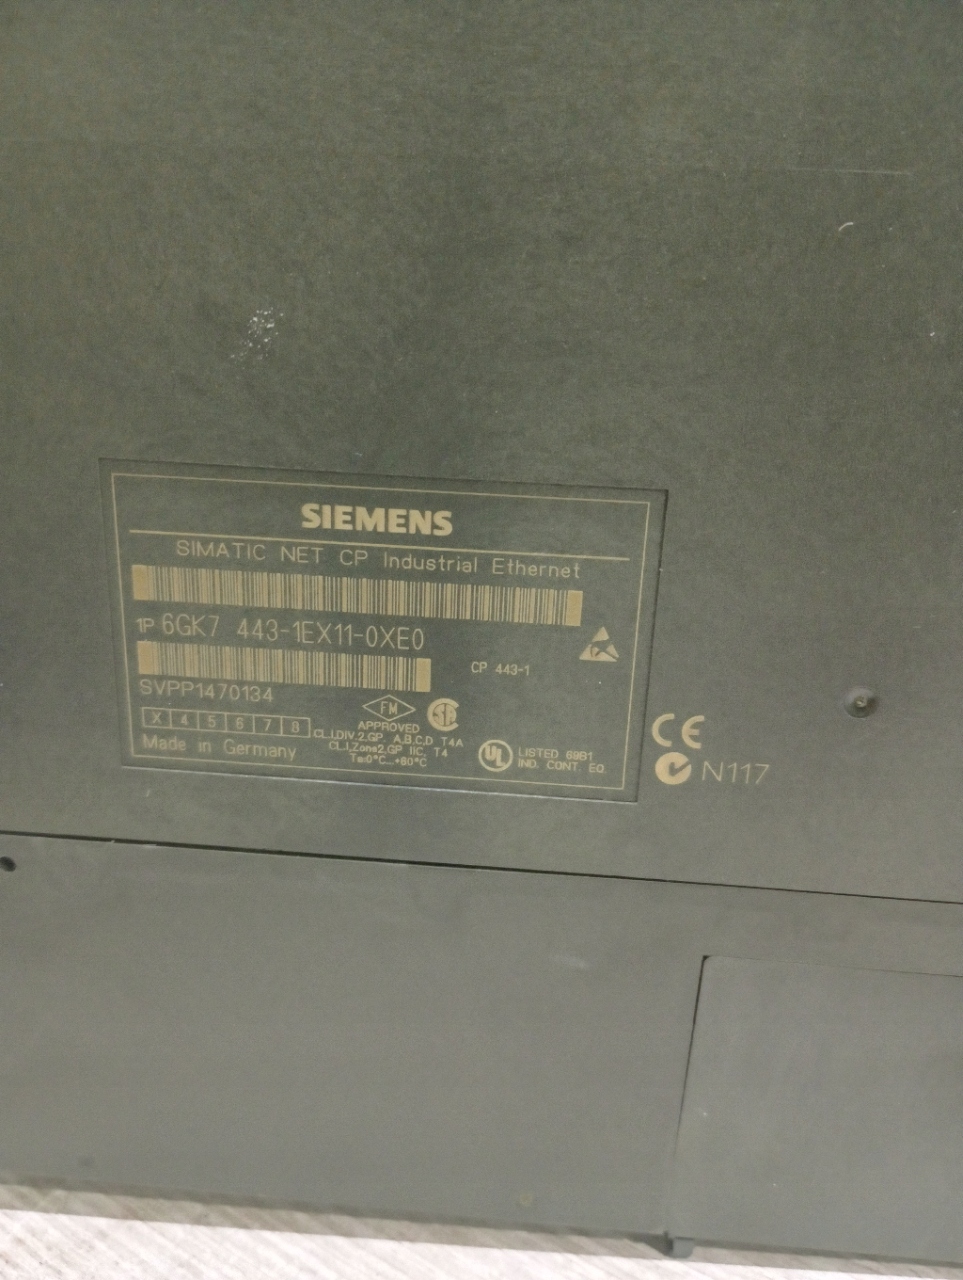 SIEMENS
SIMATIC NET CP Industrial Ethernet
1P 6GK7 443-1EX11-0XE0
CP 443-1
SVPP1470134
X 4 5 6 7 8
Made in Germany
FM
APPROVED
CL.I,DIV.2,GP. A,B,C,D T4A
CL.I,Zone2,GP IIC, T4
Ta:0°C...+60°C
SA
UL
LISTED 69B1
IND. CONT. EQ
CE
N117